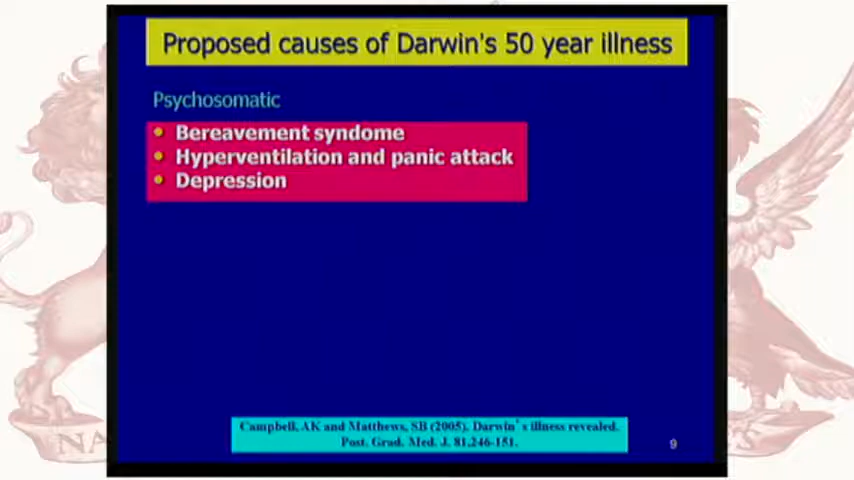 Proposed causes of Darwin's 50 year illness
Psychosomatic
• Bereavement syndome
• Hyperventilation and panic attack
• Depression
Campbell, AK and Matthews, SB (2005). Darwin's illness revealed.
Post. Grad. Med. J. 81,246-151.
9
NA